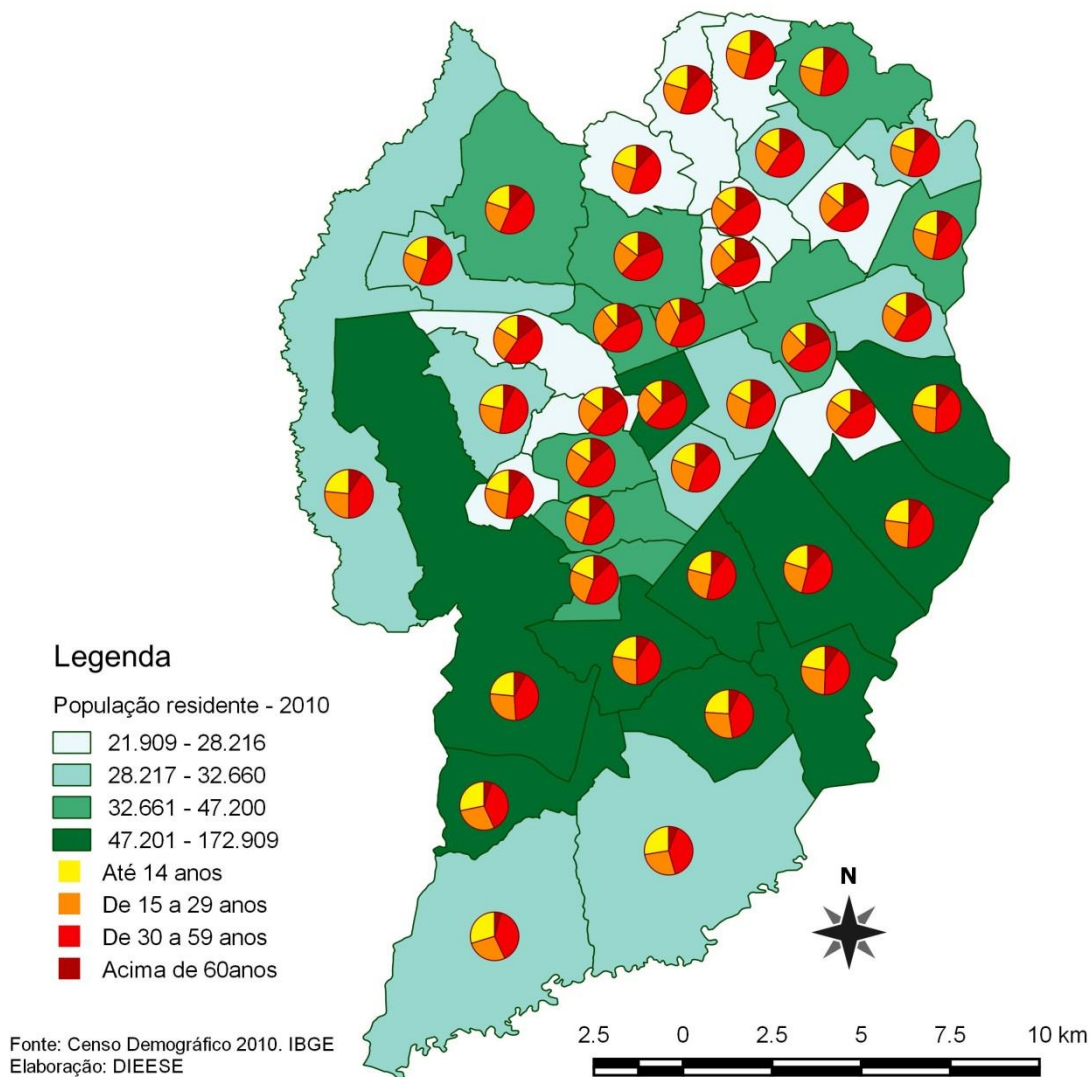 Legenda
População residente - 2010
21.909 - 28.216
28.217 - 32.660
32.661 - 47.200
47.201 - 172.909
Até 14 anos
De 15 a 29 anos
De 30 a 59 anos
Acima de 60anos
N
Fonte: Censo Demográfico 2010. IBGE
Elaboração: DIEESE
2.5 0 2.5 5 7.5 10 km